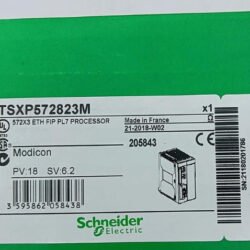 TSXP572823M
x1
572X3 ETH FIP PL7 PROCESSOR
Made in France
21-2018-W02
205843
Modicon
PV:18 SV:6.2
3 595862 058438
Schneider
Electric
SN:21180201786